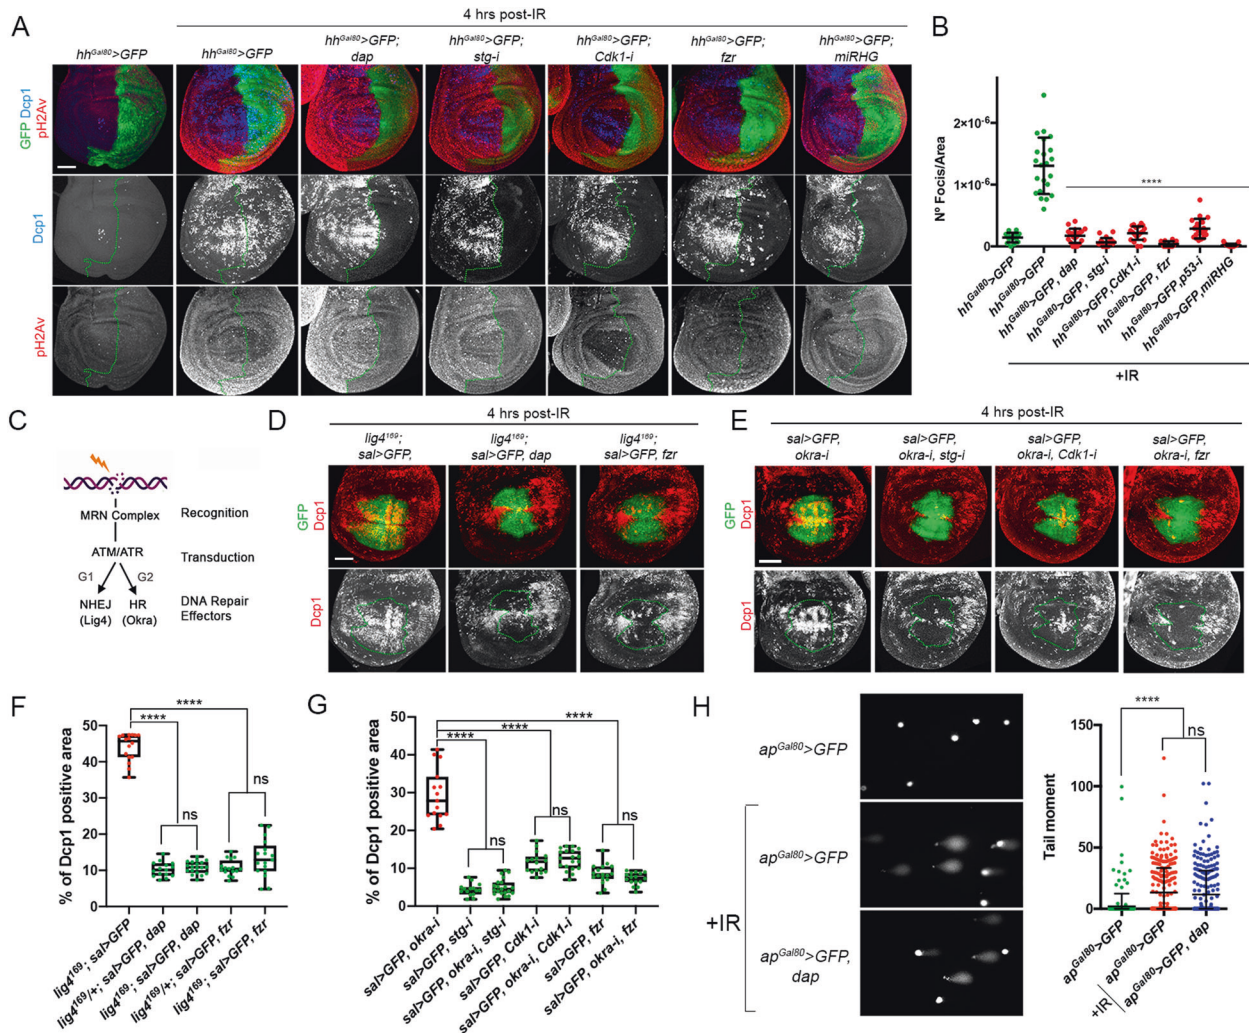 A
4 hrs post-IR
hhGal80>GFP
hhGal80>GFP
hhGal80>GFP;
dap
hhGal80>GFP;
stg-i
hhGal80>GFP;
Cdk1-i
hhGal80>GFP;
fzr
hhGal80>GFP;
miRHG
GFP Dcp1
pH2Av
Dcp1
pH2Av
B
Nº Focis/Area
2×10-6
1×10-6
0
****
hhGal80>GFP
hhGal80>GFP
hhGal80>GFP, dap
hhGal80>GFP, stg-i
hhGal80>GFP,Cdk1-i
hhGal80>GFP, fzr
hhGal80>GFP,p53-i
hhGal80>GFP,miRHG
+IR
C
MRN Complex
Recognition
ATM/ATR
Transduction
G1
G2
NHEJ
(Lig4)
HR
(Okra)
DNA Repair
Effectors
D
4 hrs post-IR
lig4169;
sal>GFP,
lig4169;
sal>GFP, dap
lig4169;
sal>GFP, fzr
GFP
Dcp1
Dcp1
E
4 hrs post-IR
sal>GFP,
okra-i
sal>GFP,
okra-i, stg-i
sal>GFP,
okra-i, Cdk1-i
sal>GFP,
okra-i, fzr
GFP
Dcp1
Dcp1
F
% of Dcp1 positive area
50
40
30
20
10
0
****
****
ns
ns
lig4169; sal>GFP
lig4169/+; sal>GFP, dap
lig4169; sal>GFP, dap
lig4169/+; sal>GFP, fzr
lig4169; sal>GFP, fzr
G
% of Dcp1 positive area
50
40
30
20
10
0
****
****
****
ns
ns
ns
sal>GFP, okra-i
sal>GFP, stg-i
sal>GFP, okra-i, stg-i
sal>GFP, Cdk1-i
sal>GFP, okra-i, Cdk1-i
sal>GFP, fzr
sal>GFP, okra-i, fzr
H
apGal80>GFP
+IR
apGal80>GFP
apGal80>GFP,
dap
Tail moment
150
100
50
0
****
ns
apGal80>GFP
apGal80>GFP
apGal80>GFP, dap
+IR